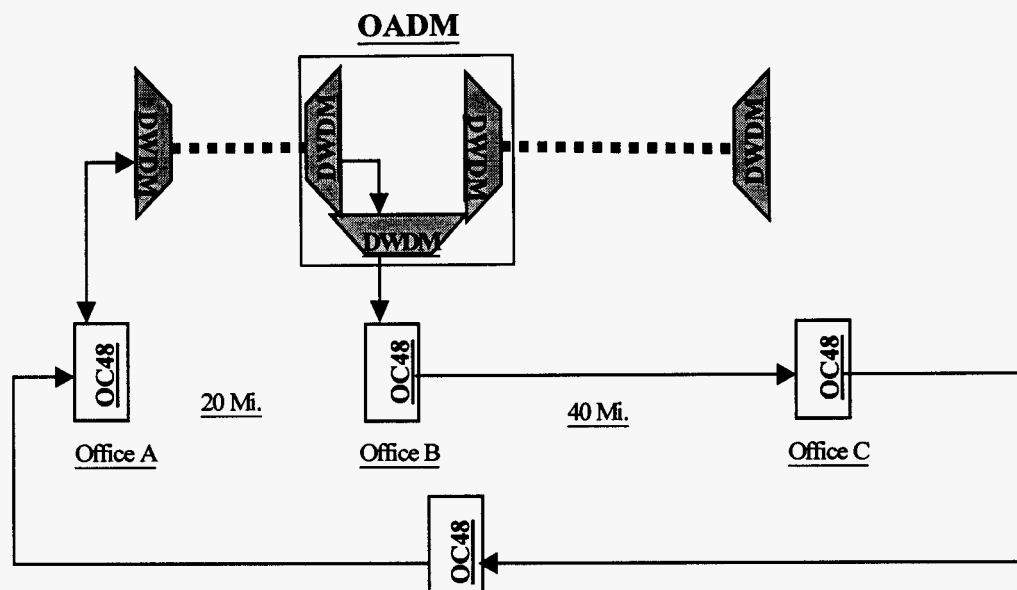 OADM
DWDM
DWDM
DWDM
DWDM
DWDM
OC48
OC48
OC48
20 Mi.
40 Mi.
Office A
Office B
Office C
OC48